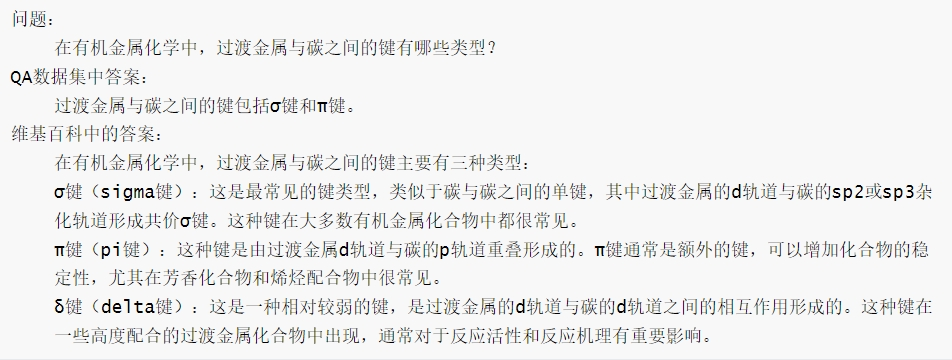 问题：
在有机金属化学中，过渡金属与碳之间的键有哪些类型？
QA数据集中答案：
过渡金属与碳之间的键包括σ键和π键。
维基百科中的答案：
在有机金属化学中，过渡金属与碳之间的键主要有三种类型：
σ键（sigma键）：这是最常见的键类型，类似于碳与碳之间的单键，其中过渡金属的d轨道与碳的sp2或sp3杂
化轨道形成共价σ键。这种键在大多数有机金属化合物中都很常见。
π键（pi键）：这种键是由过渡金属d轨道与碳的p轨道重叠形成的。π键通常是额外的键，可以增加化合物的稳
定性，尤其在芳香化合物和烯烃配合物中很常见。
δ键（delta键）：这是一种相对较弱的键，是过渡金属的d轨道与碳的d轨道之间的相互作用形成的。这种键在
一些高度配合的过渡金属化合物中出现，通常对于反应活性和反应机理有重要影响。